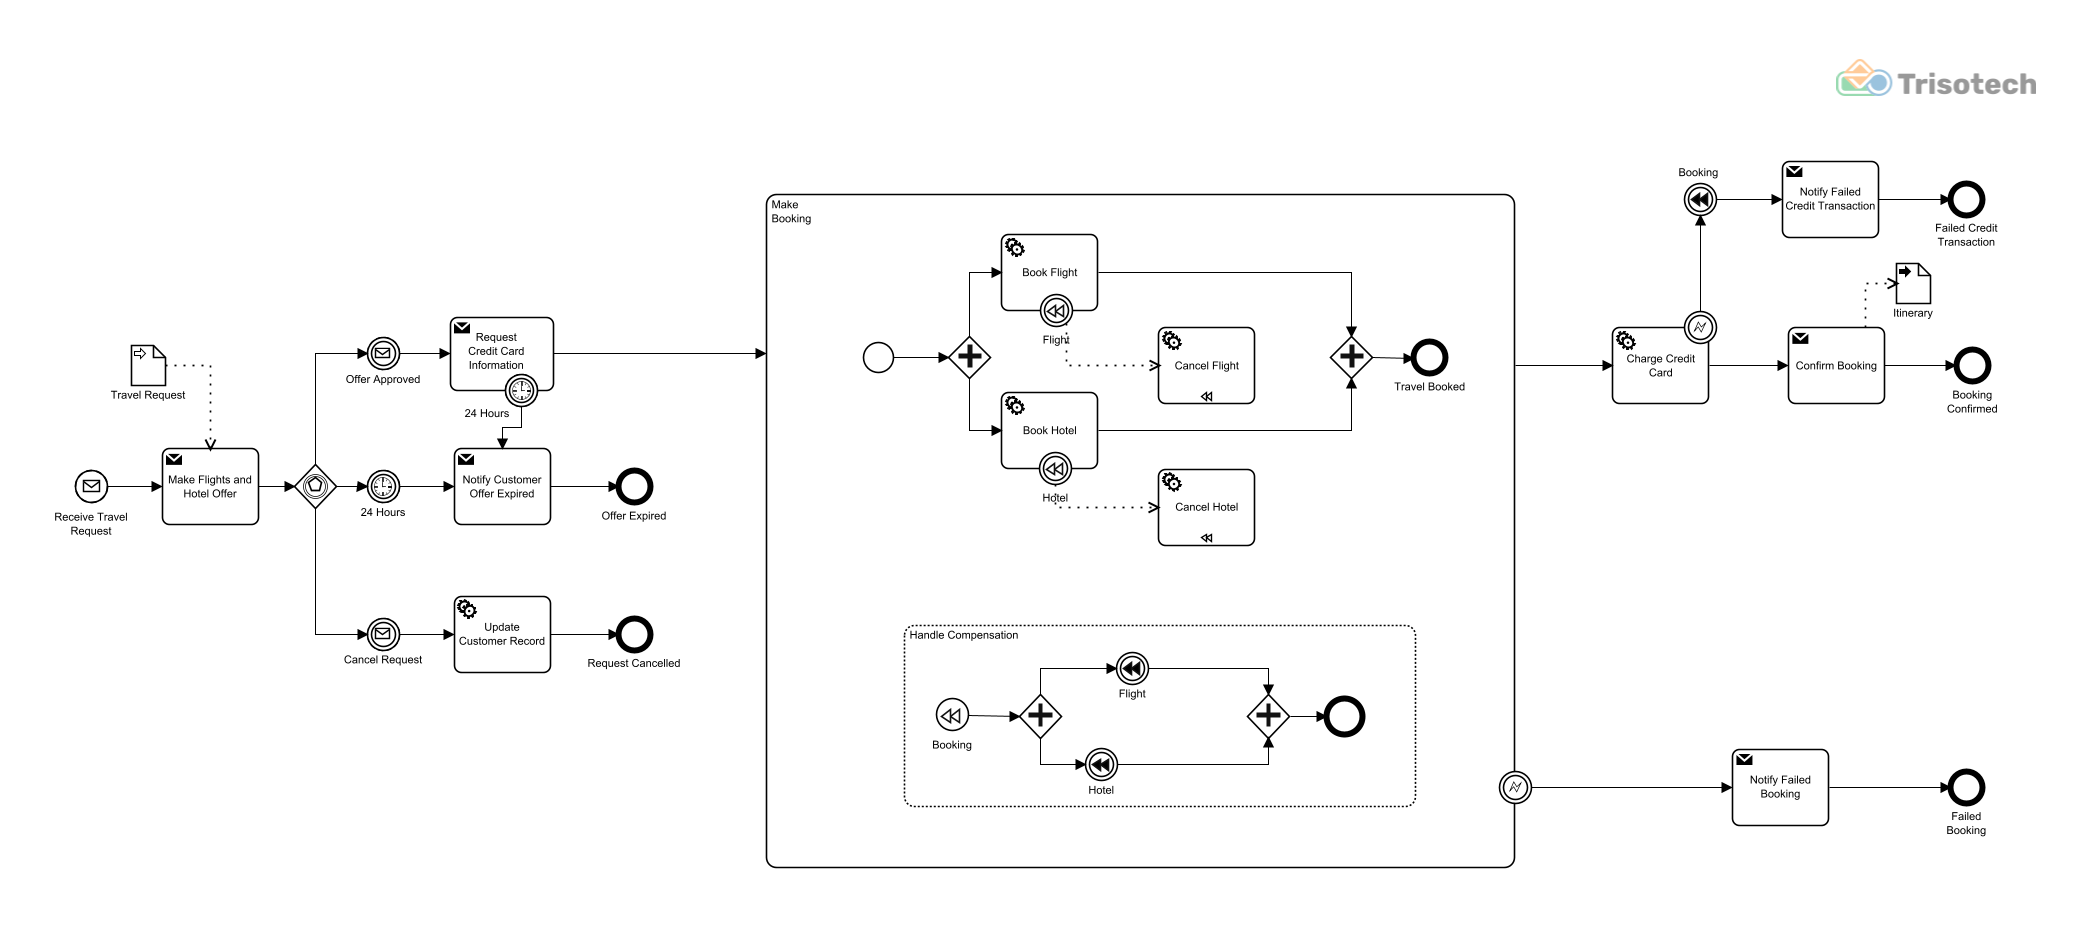 Trisotech
Travel Request
Receive Travel
Request
Make Flights and
Hotel Offer
Offer Approved
Request
Credit Card
Information
24 Hours
24 Hours
Notify Customer
Offer Expired
Offer Expired
Cancel Request
Update
Customer Record
Request Cancelled
Make
Booking
Book Flight
Flight
Cancel Flight
Book Hotel
Hotel
Cancel Hotel
Travel Booked
Handle Compensation
Booking
Flight
Hotel
Booking
Notify Failed
Credit Transaction
Failed Credit
Transaction
Charge Credit
Card
Confirm Booking
Itinerary
Booking
Confirmed
Notify Failed
Booking
Failed
Booking